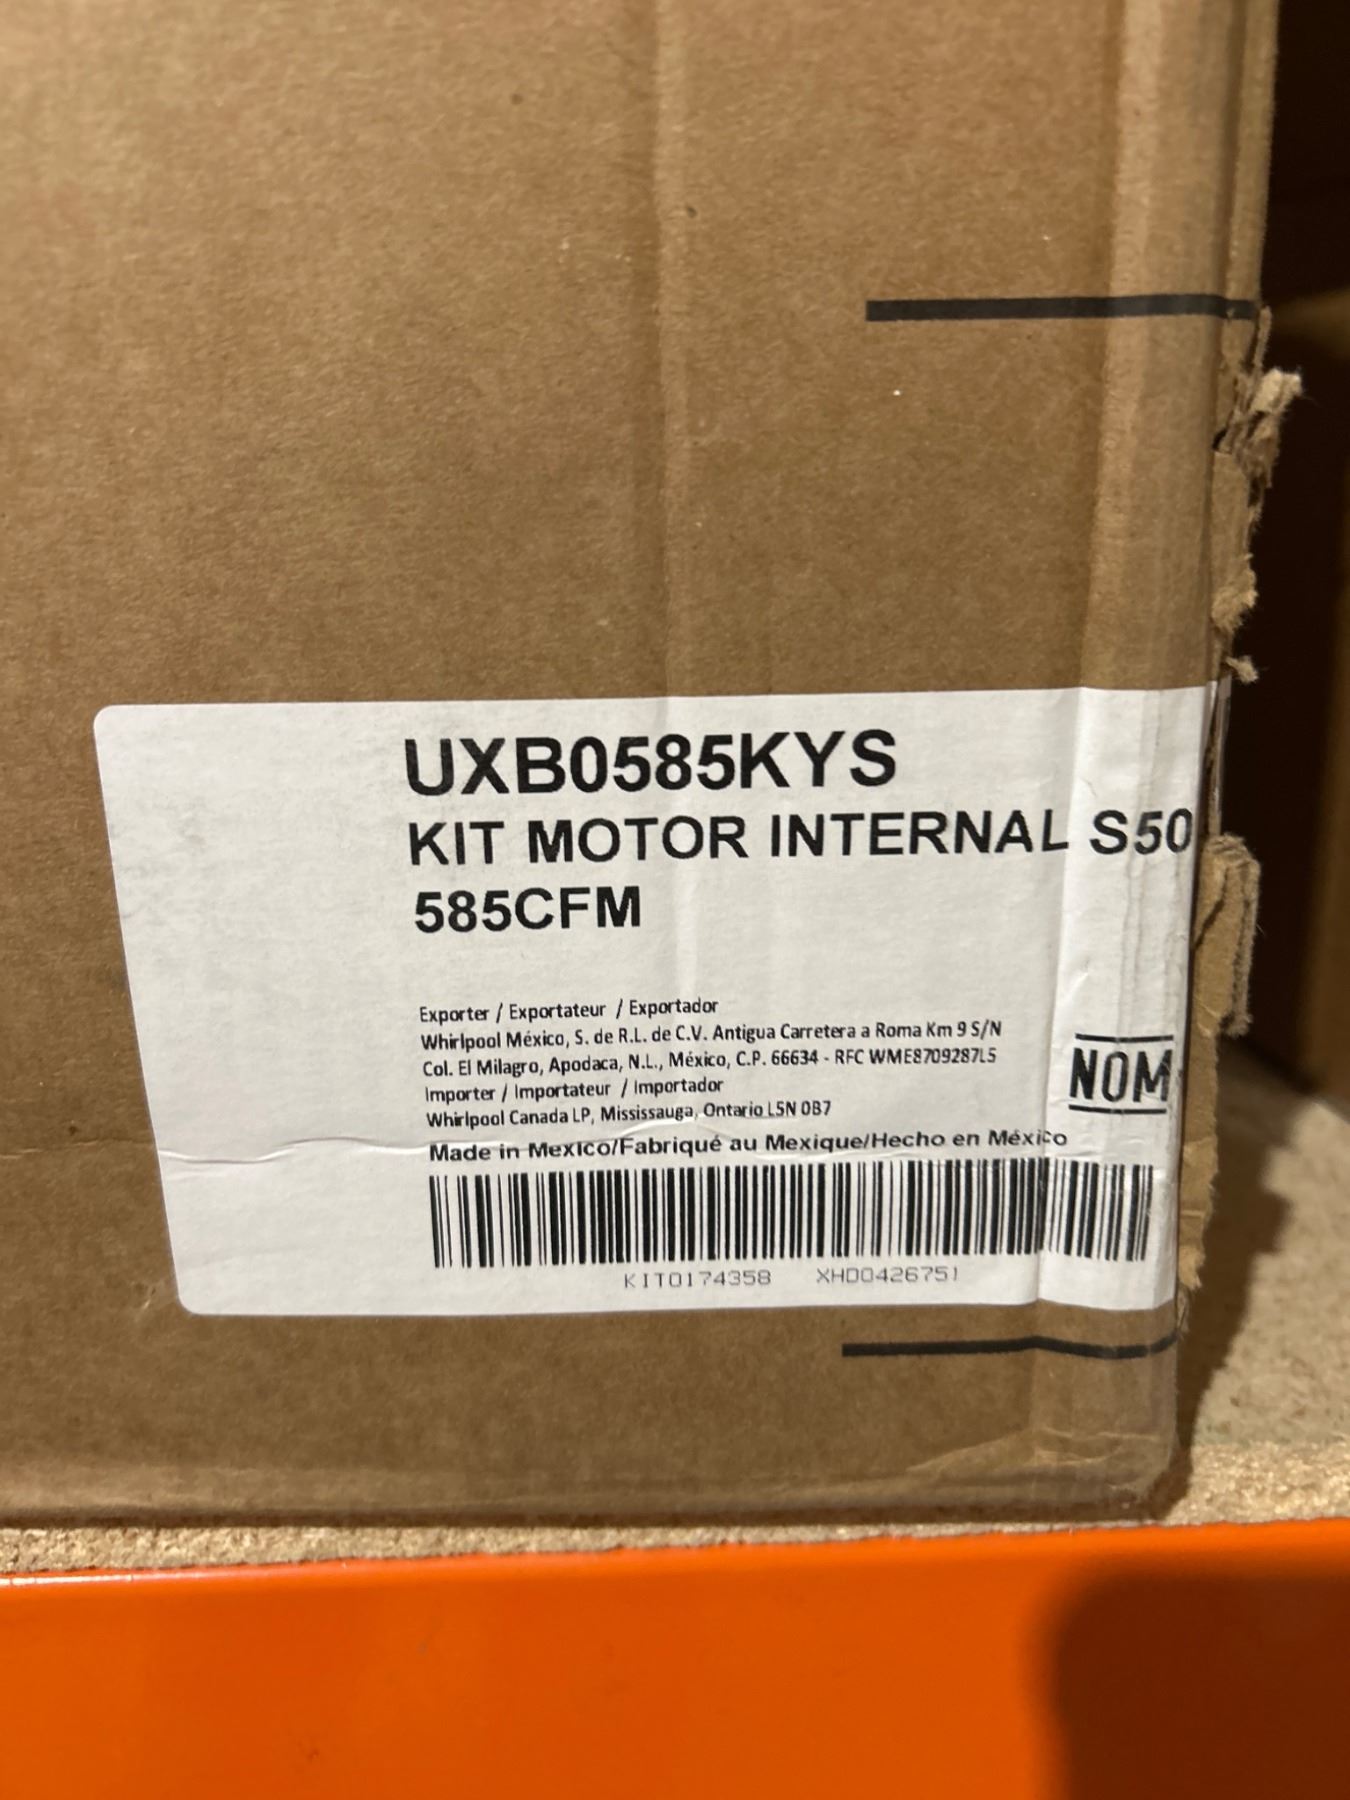 UXB0585KYS
KIT MOTOR INTERNAL S50
585CFM
Exporter / Exportateur / Exportador
Whirlpool México, S. de R.L. de C.V. Antigua Carretera a Roma Km 9 S/N
Col. El Milagro, Apodaca, N.L., México, C.P. 66634 - RFC WME8709287L5
Importer / Importateur / Importador
Whirlpool Canada LP, Mississauga, Ontario L5N 0B7
NOM
Made in Mexico/Fabriqué au Mexique/Hecho en México
KIT0174358 XHD0426751